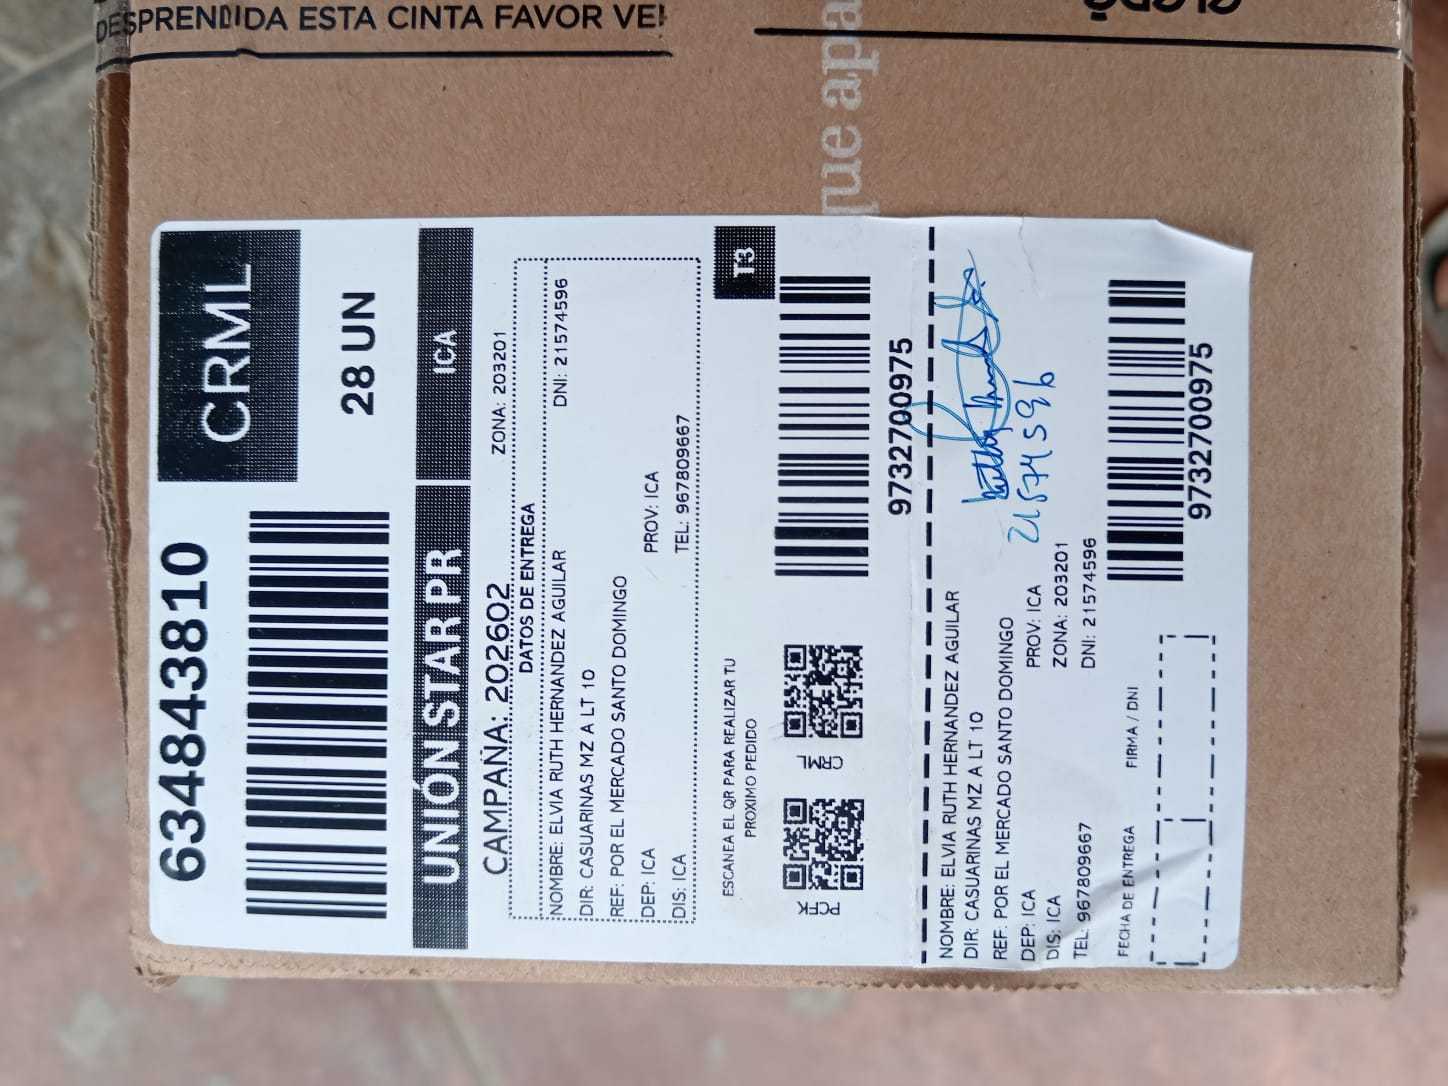 DESPRENDIDA ESTA CINTA FAVOR VE
que apa
6348443810
CRML
28 UN
UNIÓN STAR PR
ICA
CAMPAÑA: 202602
ZONA: 203201
DATOS DE ENTREGA
NOMBRE: ELVIA RUTH HERNANDEZ AGUILAR
DNI: 21574596
DIR: CASUARINAS MZ A LT 10
REF: POR EL MERCADO SANTO DOMINGO
DEP: ICA
PROV: ICA
DIS: ICA
TEL: 967809667
T3
ESCANEA EL QR PARA REALIZAR TU
PROXIMO PEDIDO
PCFK
CRML
9732700975
NOMBRE: ELVIA RUTH HERNANDEZ AGUILAR
DIR: CASUARINAS MZ A LT 10
REF: POR EL MERCADO SANTO DOMINGO
DEP: ICA
PROV: ICA
DIS: ICA
ZONA: 203201
TEL: 967809667
DNI: 21574596
21574596
FECHA DE ENTREGA
FIRMA / DNI
9732700975